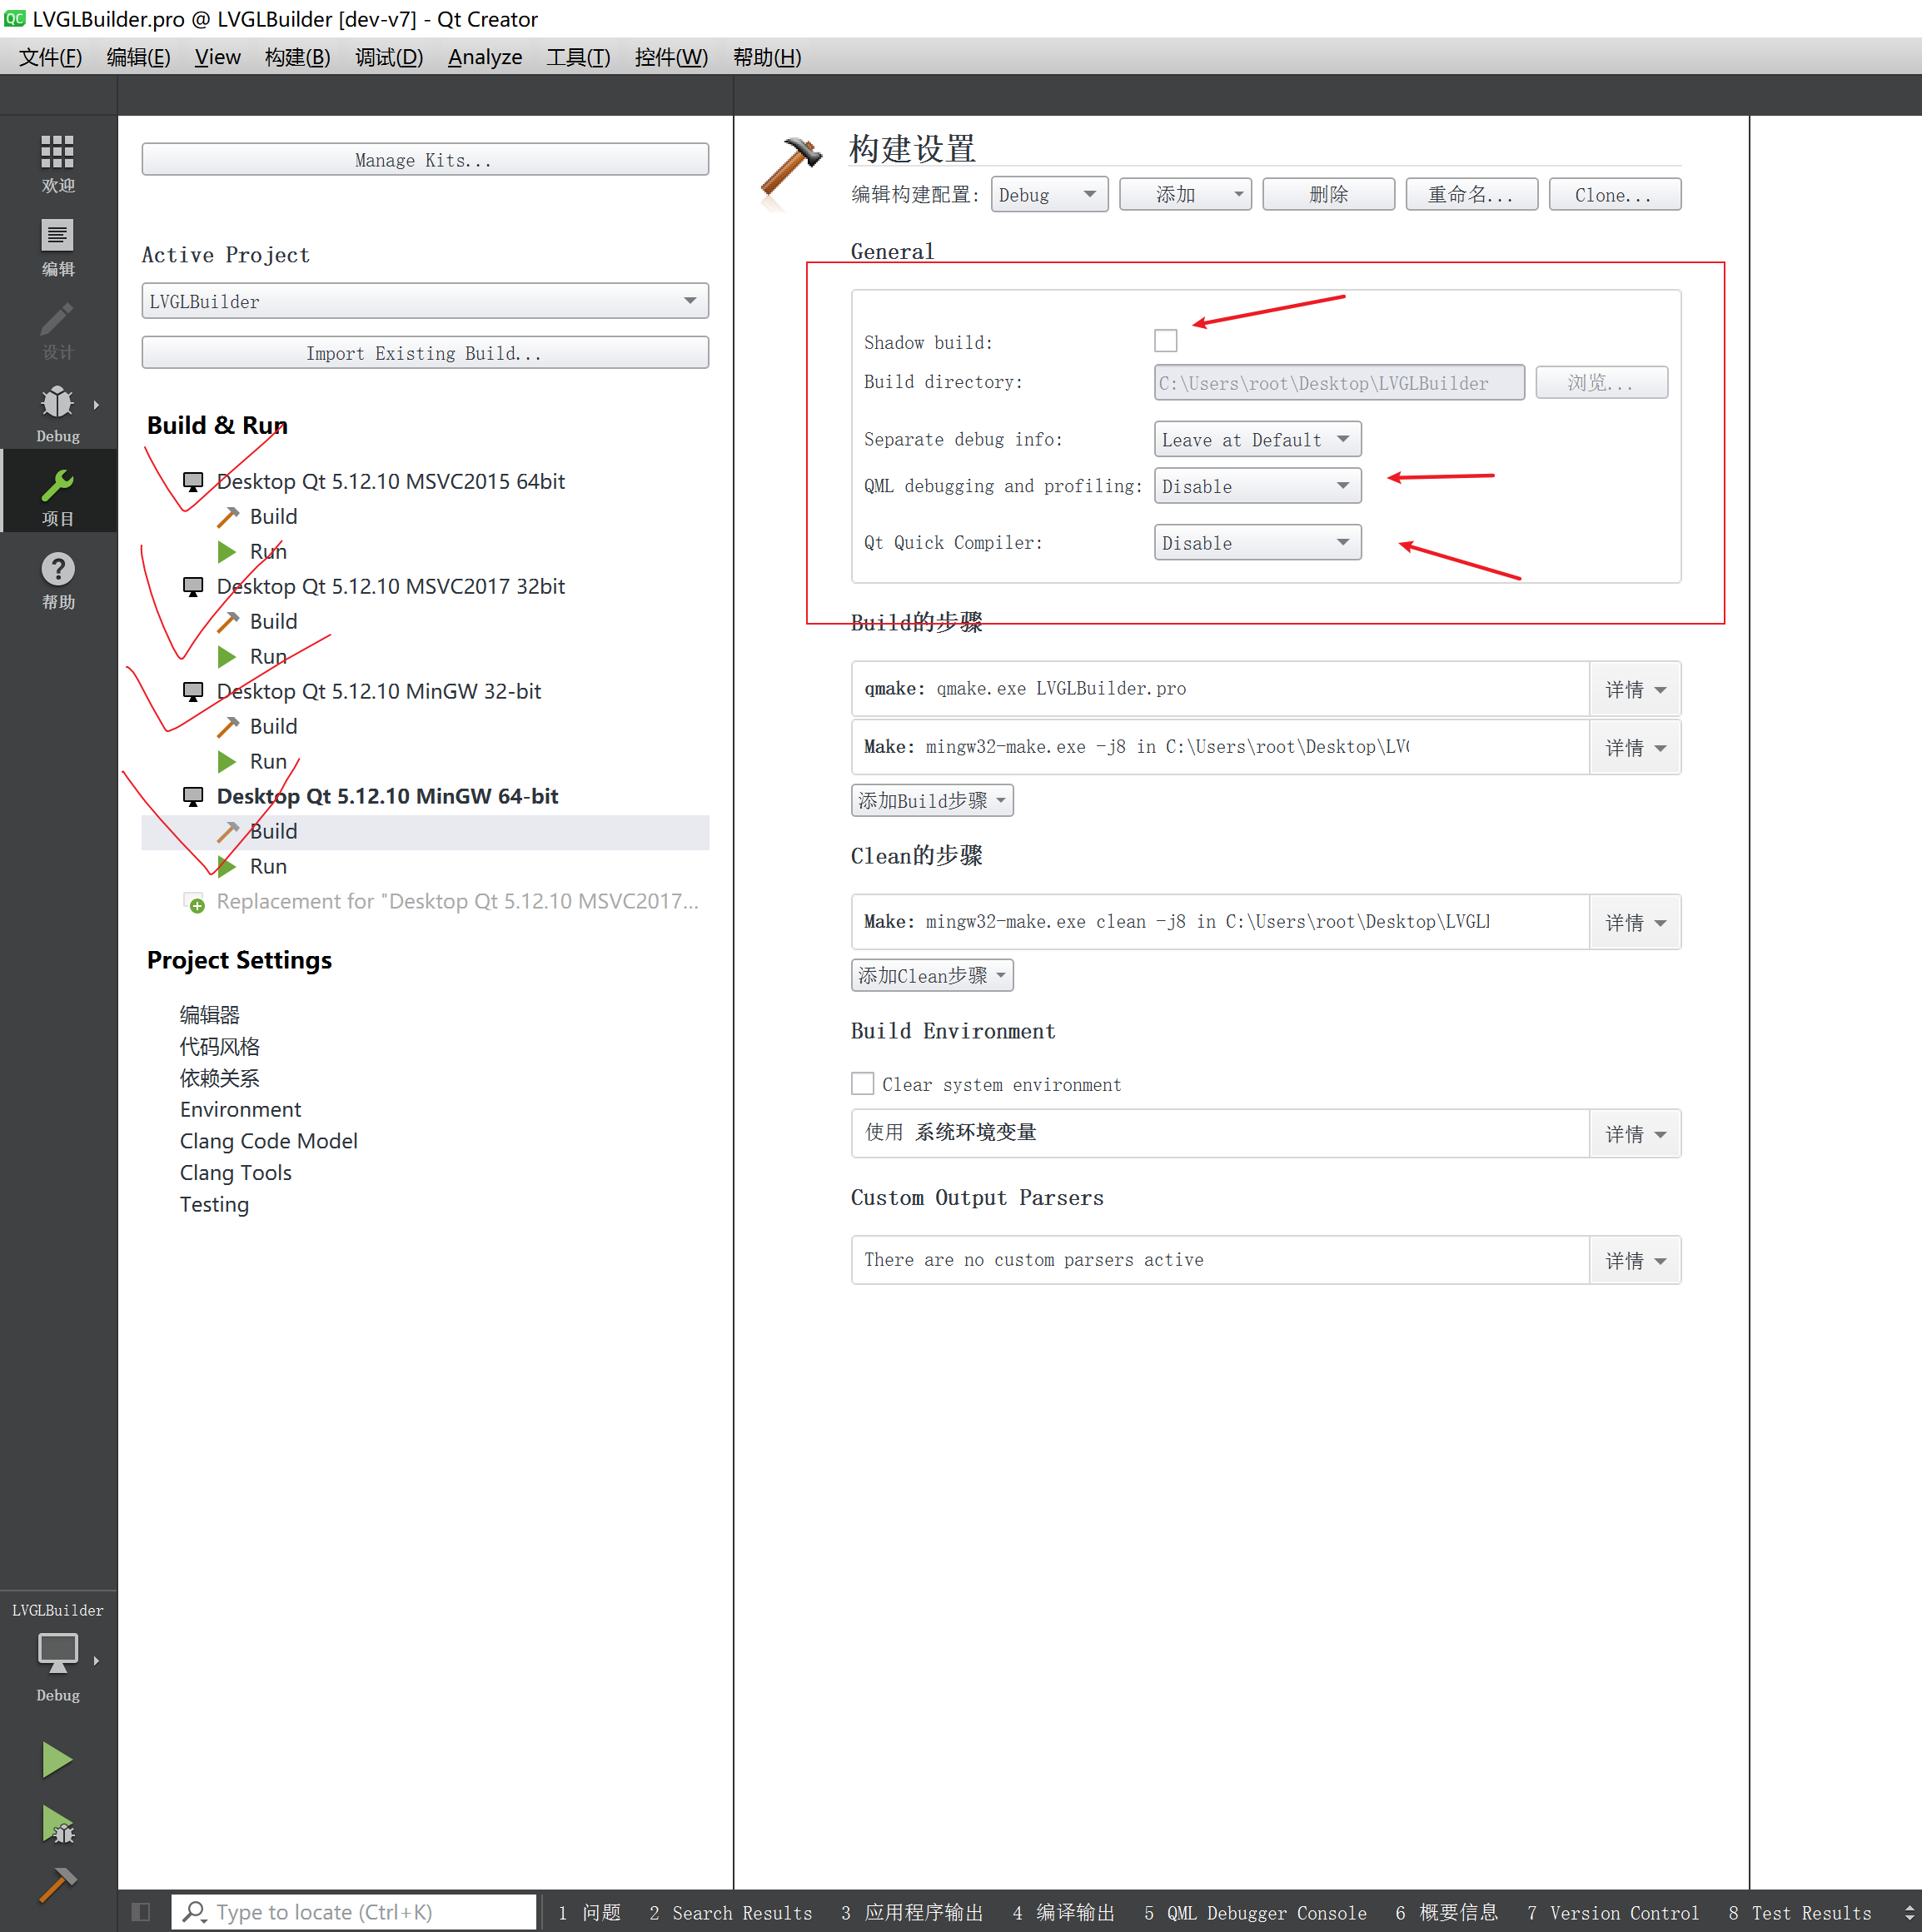 LVGLBuilder.pro @ LVGLBuilder [dev-v7] - Qt Creator
文件(F) 编辑(E) View 构建(B) 调试(D) Analyze 工具(T) 控件(W) 帮助(H)
欢迎
编辑
设计
Debug
项目
帮助
LVGLBuilder
Debug
Manage Kits...
Active Project
LVGLBuilder
Import Existing Build...
Build & Run
Desktop Qt 5.12.10 MSVC2015 64bit
Build
Run
Desktop Qt 5.12.10 MSVC2017 32bit
Build
Run
Desktop Qt 5.12.10 MinGW 32-bit
Build
Run
Desktop Qt 5.12.10 MinGW 64-bit
Build
Run
Replacement for "Desktop Qt 5.12.10 MSVC2017...
Project Settings
编辑器
代码风格
依赖关系
Environment
Clang Code Model
Clang Tools
Testing
构建设置
编辑构建配置: Debug 添加 删除 重命名... Clone...
General
Shadow build:
Build directory: C:\Users\root\Desktop\LVGLBuilder 浏览...
Separate debug info: Leave at Default
QML debugging and profiling: Disable
Qt Quick Compiler: Disable
Build的步骤
qmake: qmake.exe LVGLBuilder.pro 详情
Make: mingw32-make.exe -j8 in C:\Users\root\Desktop\LV 详情
添加Build步骤
Clean的步骤
Make: mingw32-make.exe clean -j8 in C:\Users\root\Desktop\LVGL 详情
添加Clean步骤
Build Environment
Clear system environment
使用 系统环境变量 详情
Custom Output Parsers
There are no custom parsers active 详情
Type to locate (Ctrl+K) 1 问题 2 Search Results 3 应用程序输出 4 编译输出 5 QML Debugger Console 6 概要信息 7 Version Control 8 Test Results